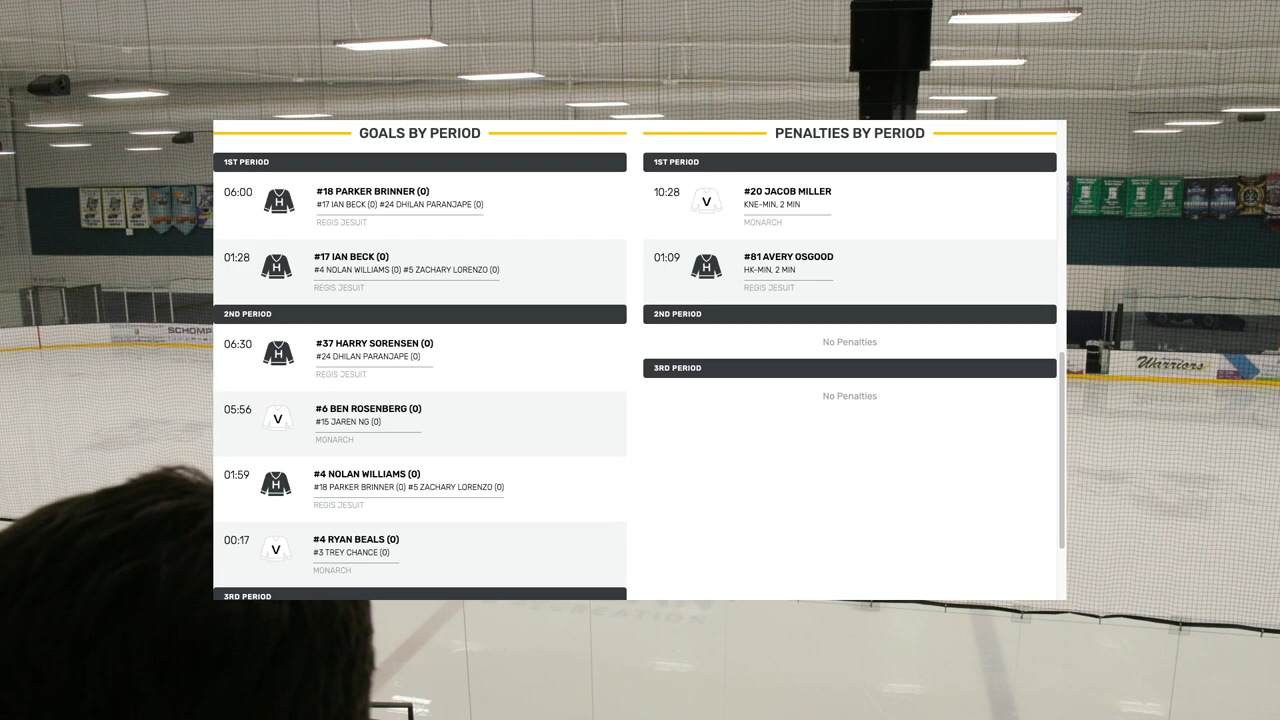 GOALS BY PERIOD
1ST PERIOD
06:00
H
#18 PARKER BRINNER (0)
#17 IAN BECK (0) #24 DHILAN PARANJAPE (0)
REGIS JESUIT
01:28
H
#17 IAN BECK (0)
#4 NOLAN WILLIAMS (0) #5 ZACHARY LORENZO (0)
REGIS JESUIT
2ND PERIOD
06:30
H
#37 HARRY SORENSEN (0)
#24 DHILAN PARANJAPE (0)
REGIS JESUIT
05:56
V
#6 BEN ROSENBERG (0)
#15 JAREN NG (0)
MONARCH
01:59
H
#4 NOLAN WILLIAMS (0)
#18 PARKER BRINNER (0) #5 ZACHARY LORENZO (0)
REGIS JESUIT
00:17
V
#4 RYAN BEALS (0)
#3 TREY CHANCE (0)
MONARCH
3RD PERIOD
PENALTIES BY PERIOD
1ST PERIOD
10:28
V
#20 JACOB MILLER
KNE-MIN, 2 MIN
MONARCH
01:09
H
#81 AVERY OSGOOD
HK-MIN, 2 MIN
REGIS JESUIT
2ND PERIOD
No Penalties
3RD PERIOD
No Penalties
SCHOMP
Warriors